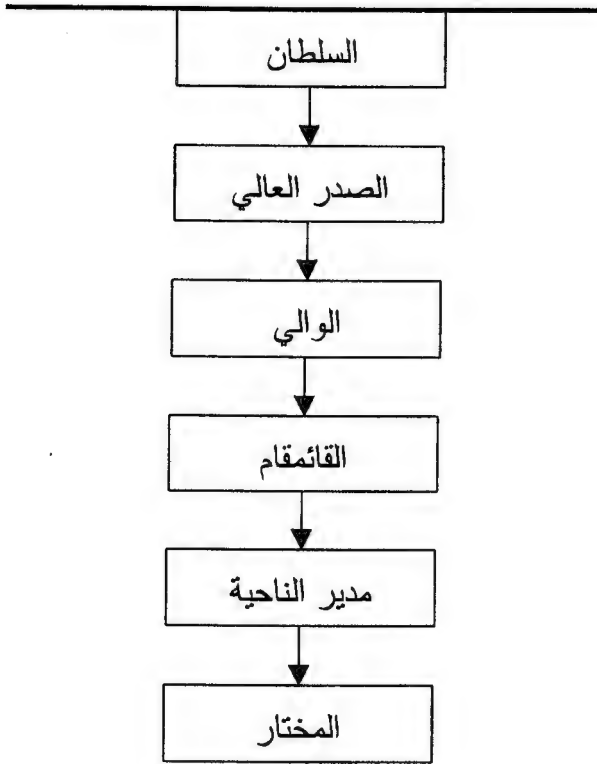 السلطان
الصدر العالي
الوالي
القائمقام
مدير الناحية
المختار